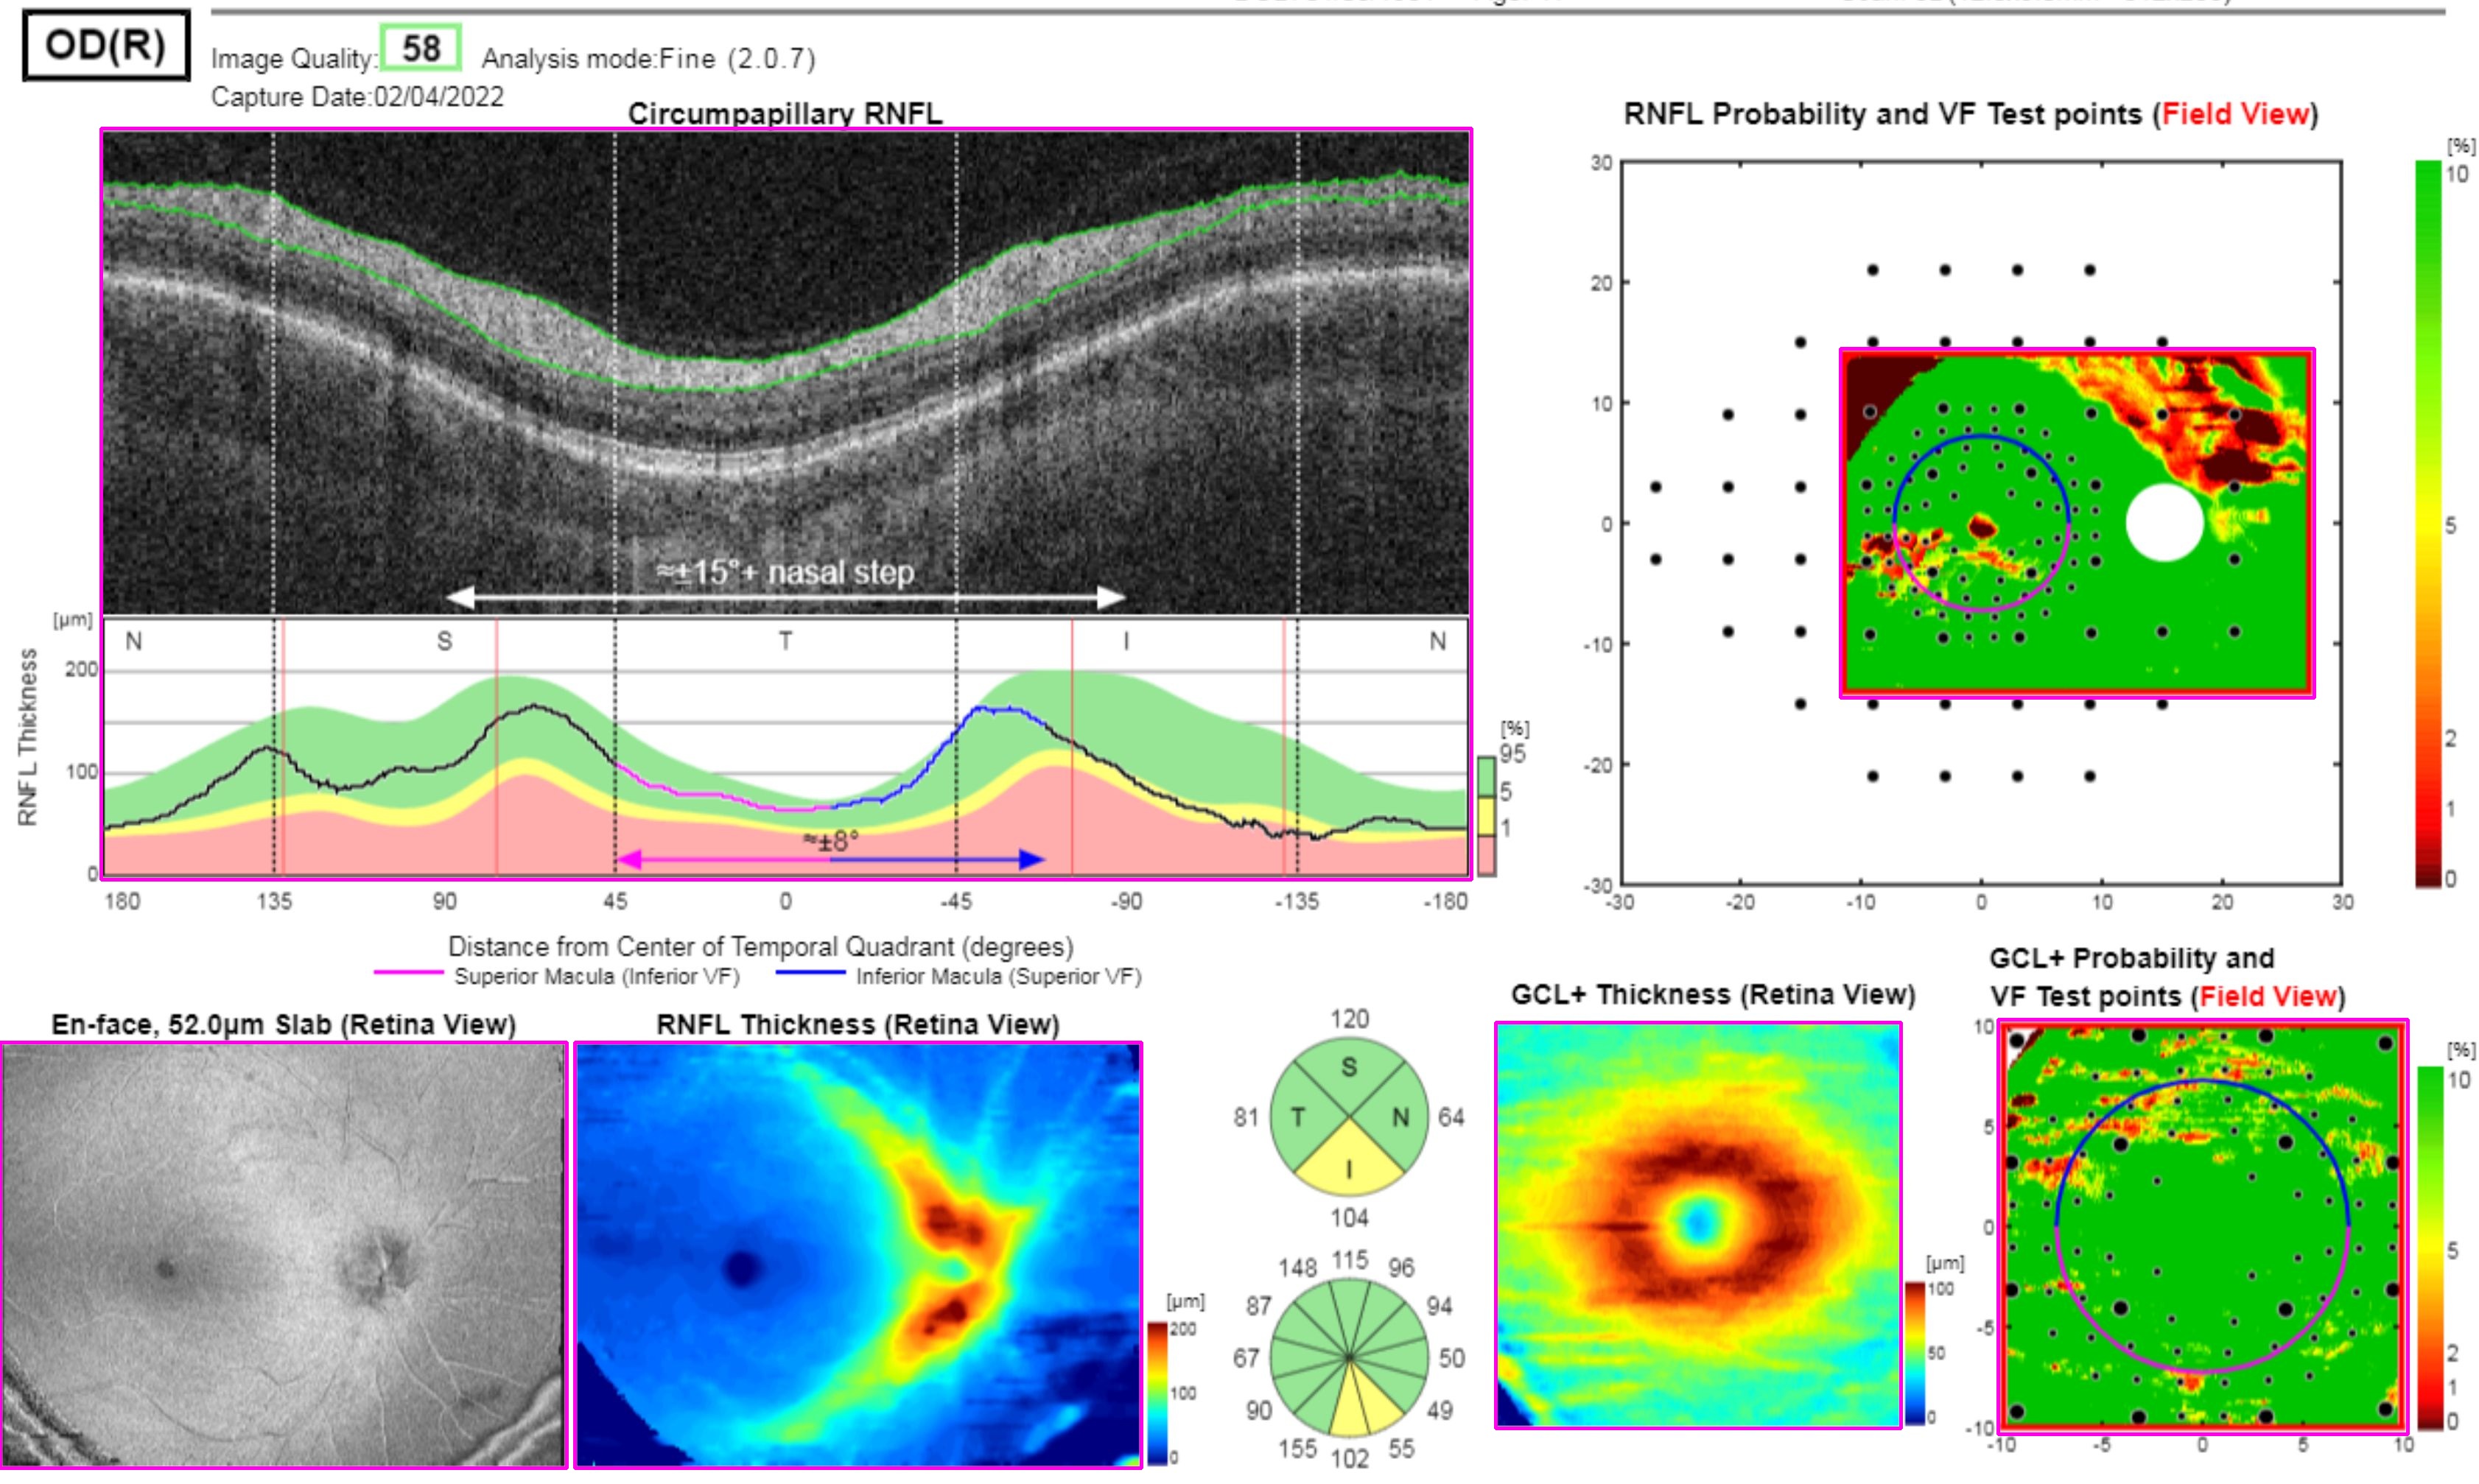 OD(R)
Image Quality: 58 Analysis mode:Fine (2.0.7)
Capture Date:02/04/2022
Circumpapillary RNFL
≈±15°+ nasal step
[µm]
N S T I N
RNFL Thickness
200
100
0
≈±8°
[%]
95
5
1
180 135 90 45 0 -45 -90 -135 -180
Distance from Center of Temporal Quadrant (degrees)
Superior Macula (Inferior VF) Inferior Macula (Superior VF)
RNFL Probability and VF Test points (Field View)
30
20
10
0
-10
-20
-30
-30 -20 -10 0 10 20 30
[%]
10
5
2
1
0
En-face, 52.0µm Slab (Retina View)
RNFL Thickness (Retina View)
[µm]
200
100
0
120
S
81 T N 64
I
104
148 115 96
87 94
67 50
90 49
155 102 55
GCL+ Thickness (Retina View)
[µm]
100
50
0
GCL+ Probability and
VF Test points (Field View)
10
5
0
-5
-10
-10 -5 0 5 10
[%]
10
5
2
1
0